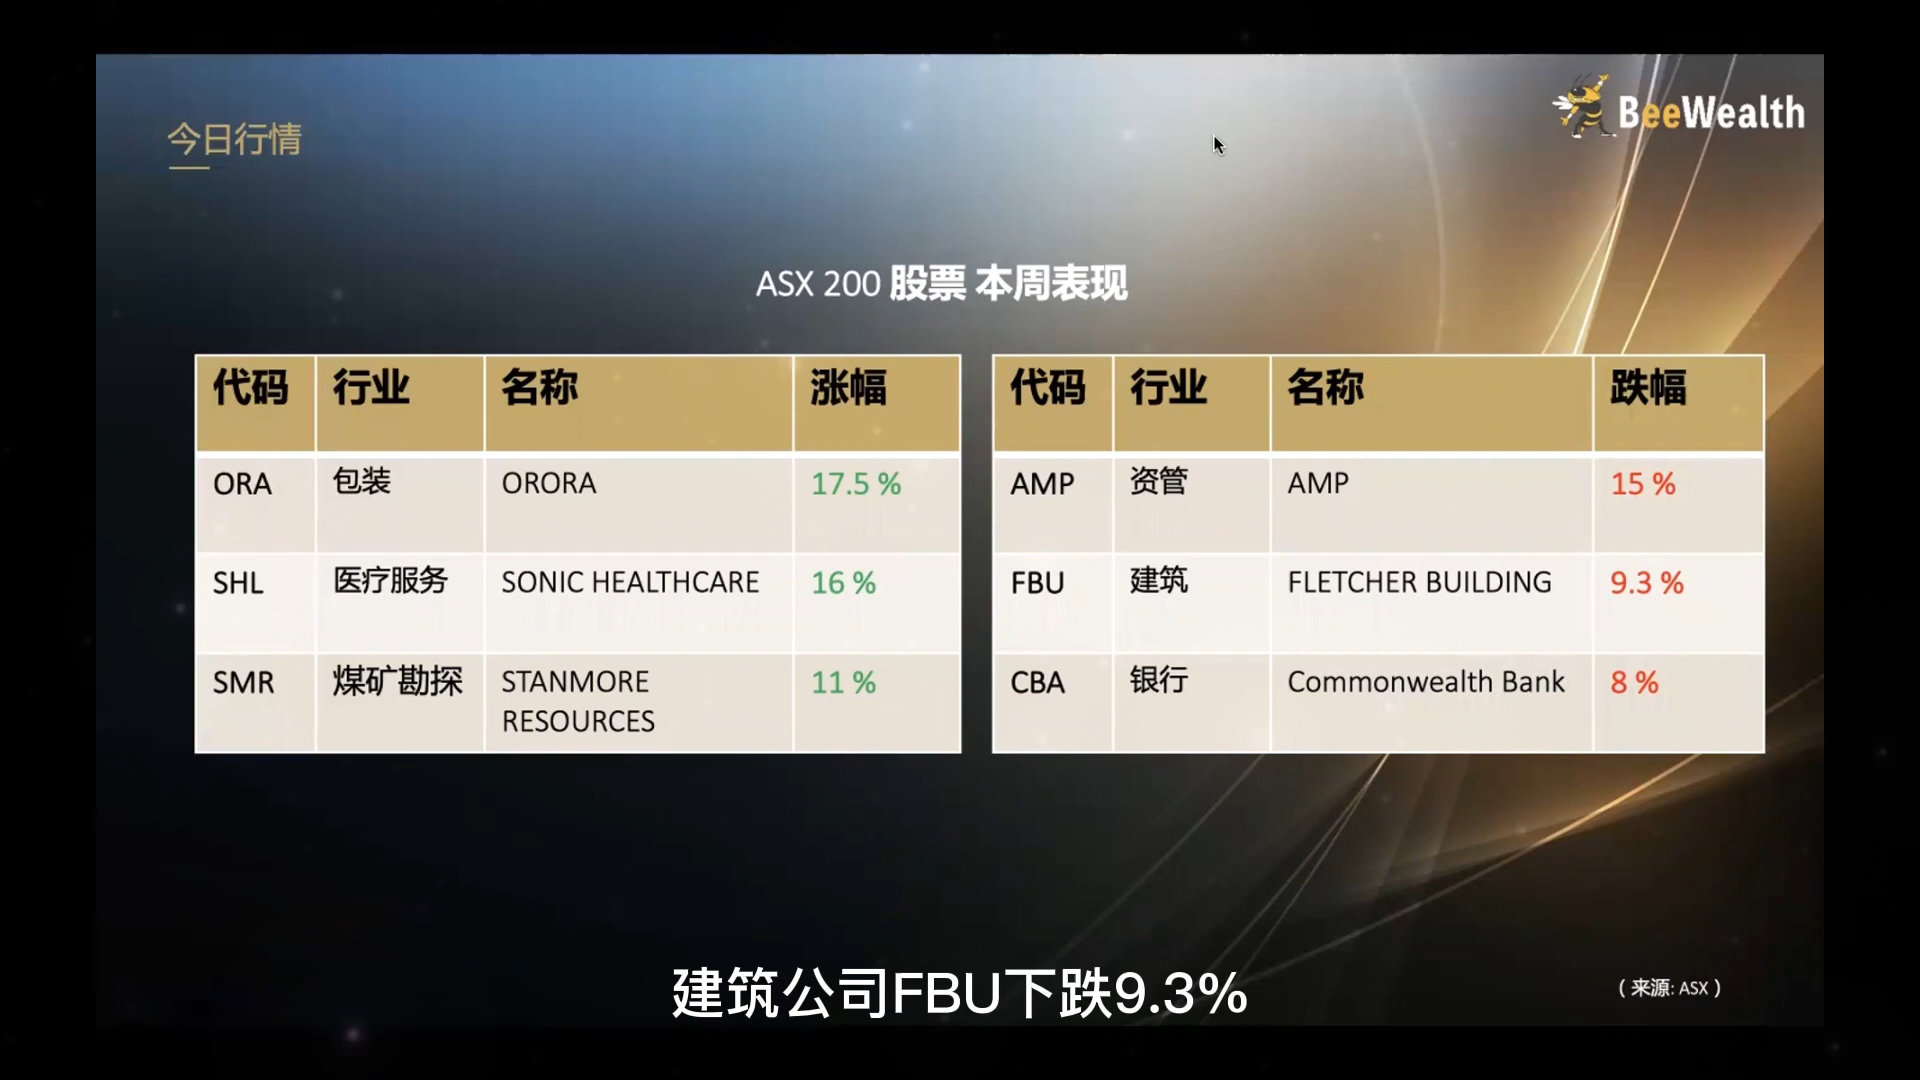 今日行情
BeeWealth
ASX 200 股票 本周表现
代码 行业 名称 涨幅
ORA 包装 ORORA 17.5 %
SHL 医疗服务 SONIC HEALTHCARE 16 %
SMR 煤矿勘探 STANMORE RESOURCES 11 %
代码 行业 名称 跌幅
AMP 资管 AMP 15 %
FBU 建筑 FLETCHER BUILDING 9.3 %
CBA 银行 Commonwealth Bank 8 %
建筑公司FBU下跌9.3%
( 来源: ASX )